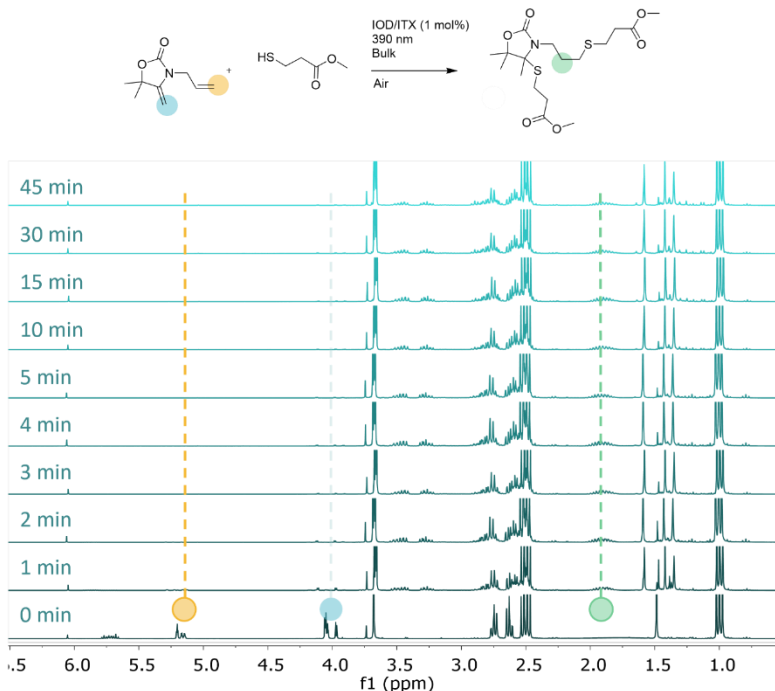 IOD/ITX (1 mol%)
390 nm
Bulk
Air
+
O
O
N
HS
O
O
O
O
N
S
O
O
S
O
O
45 min
30 min
15 min
10 min
5 min
4 min
3 min
2 min
1 min
0 min
.5 6.0 5.5 5.0 4.5 4.0 3.5 3.0 2.5 2.0 1.5 1.0
f1 (ppm)